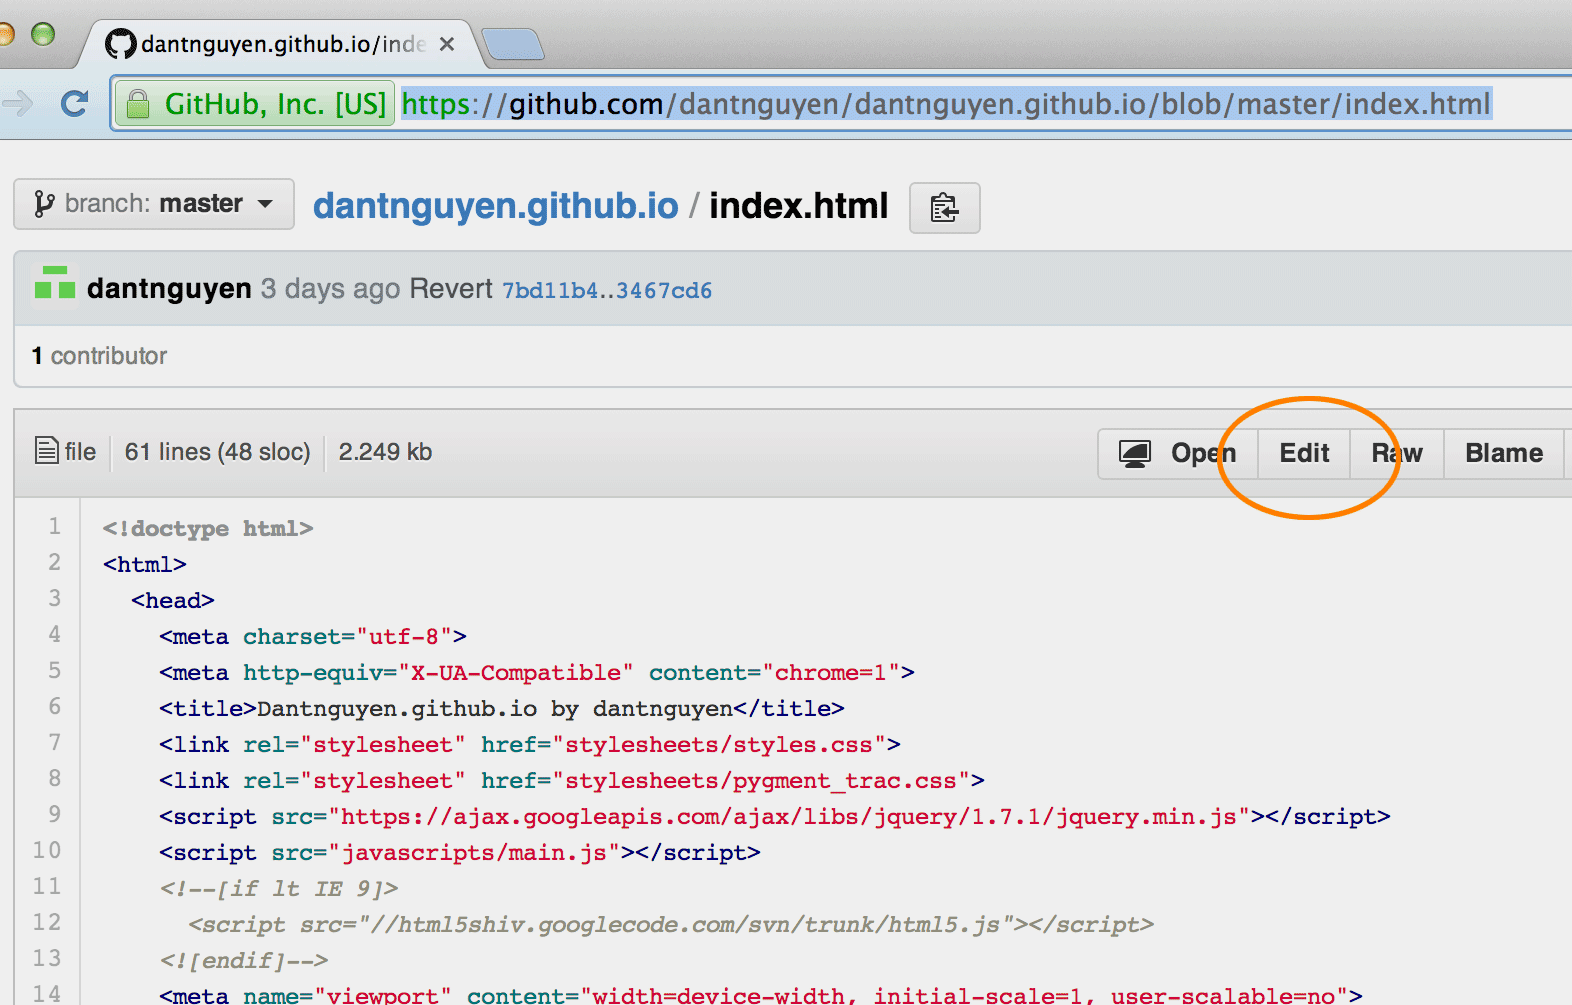 dantnguyen.github.io/inde
GitHub, Inc. [US] https://github.com/dantnguyen/dantnguyen.github.io/blob/master/index.html
branch: master dantnguyen.github.io / index.html
dantnguyen 3 days ago Revert 7bd11b4..3467cd6
1 contributor
file 61 lines (48 sloc) 2.249 kb Open Edit Raw Blame
1 <!doctype html>
2 <html>
3 <head>
4 <meta charset="utf-8">
5 <meta http-equiv="X-UA-Compatible" content="chrome=1">
6 <title>Dantnguyen.github.io by dantnguyen</title>
7 <link rel="stylesheet" href="stylesheets/styles.css">
8 <link rel="stylesheet" href="stylesheets/pygment_trac.css">
9 <script src="https://ajax.googleapis.com/ajax/libs/jquery/1.7.1/jquery.min.js"></script>
10 <script src="javascripts/main.js"></script>
11 <!--[if lt IE 9]>
12 <script src="//html5shiv.googlecode.com/svn/trunk/html5.js"></script>
13 <![endif]-->
14 <meta name="viewport" content="width=device-width, initial-scale=1, user-scalable=no">